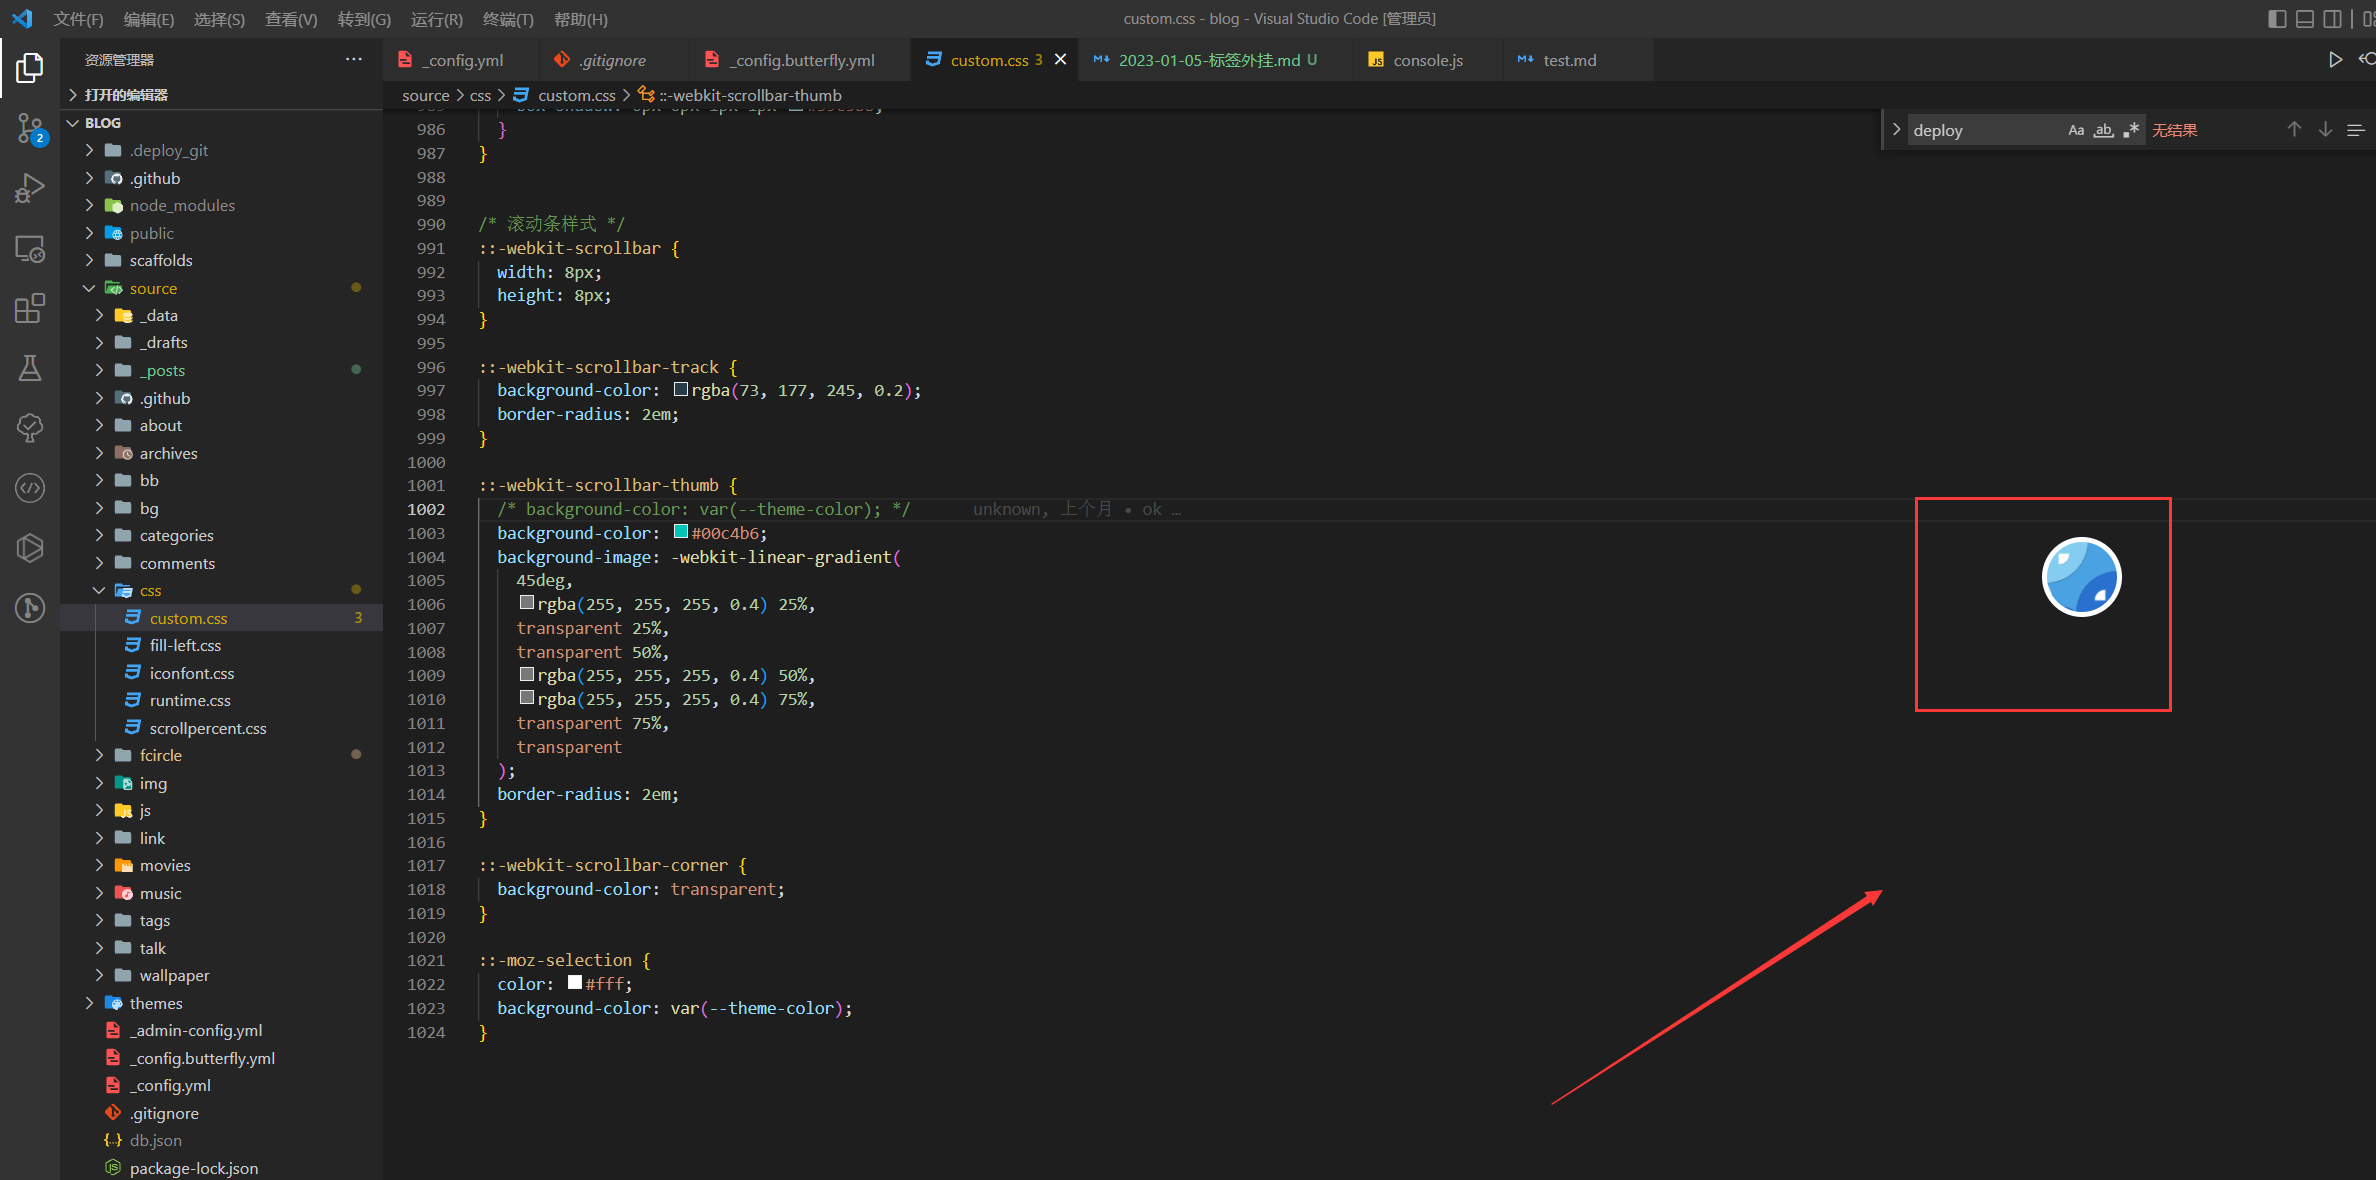 文件(F) 编辑(E) 选择(S) 查看(V) 转到(G) 运行(R) 终端(T) 帮助(H) custom.css - blog - Visual Studio Code [管理员]
资源管理器 ···
打开的编辑器
BLOG
.deploy_git
.github
node_modules
public
scaffolds
source
_data
_drafts
_posts
.github
about
archives
bb
bg
categories
comments
css
custom.css 3
fill-left.css
iconfont.css
runtime.css
scrollpercent.css
fcircle
img
js
link
movies
music
tags
talk
wallpaper
themes
_admin-config.yml
_config.butterfly.yml
_config.yml
.gitignore
db.json
package-lock.json
2
_config.yml .gitignore _config.butterfly.yml custom.css 3 2023-01-05-标签外挂.md U console.js test.md
source > css > custom.css > ::-webkit-scrollbar-thumb
deploy Aa ab .* 无结果
986 }
987 }
988
989
990 /* 滚动条样式 */
991 ::-webkit-scrollbar {
992 width: 8px;
993 height: 8px;
994 }
995
996 ::-webkit-scrollbar-track {
997 background-color: rgba(73, 177, 245, 0.2);
998 border-radius: 2em;
999 }
1000
1001 ::-webkit-scrollbar-thumb {
1002 /* background-color: var(--theme-color); */ unknown, 上个月 • ok …
1003 background-color: #00c4b6;
1004 background-image: -webkit-linear-gradient(
1005 45deg,
1006 rgba(255, 255, 255, 0.4) 25%,
1007 transparent 25%,
1008 transparent 50%,
1009 rgba(255, 255, 255, 0.4) 50%,
1010 rgba(255, 255, 255, 0.4) 75%,
1011 transparent 75%,
1012 transparent
1013 );
1014 border-radius: 2em;
1015 }
1016
1017 ::-webkit-scrollbar-corner {
1018 background-color: transparent;
1019 }
1020
1021 ::-moz-selection {
1022 color: #fff;
1023 background-color: var(--theme-color);
1024 }